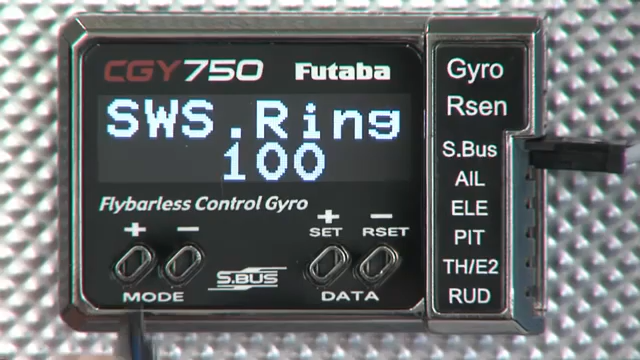 CGY750 Futaba
SWS.Ring
100
Flybarless Control Gyro
+ − + −
SET RSET
S.BUS
MODE DATA
Gyro
Rsen
S.Bus
AIL
ELE
PIT
TH/E2
RUD